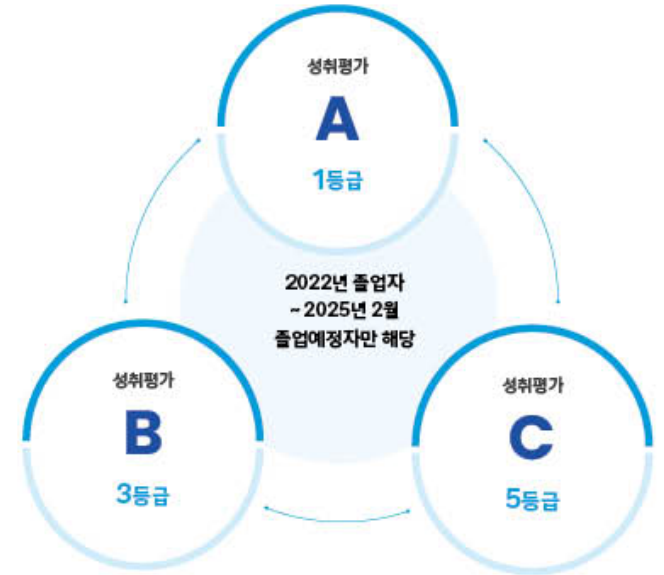 성취평가
A
1등급
2022년 졸업자
~ 2025년 2월
졸업예정자만 해당
성취평가
B
3등급
성취평가
C
5등급